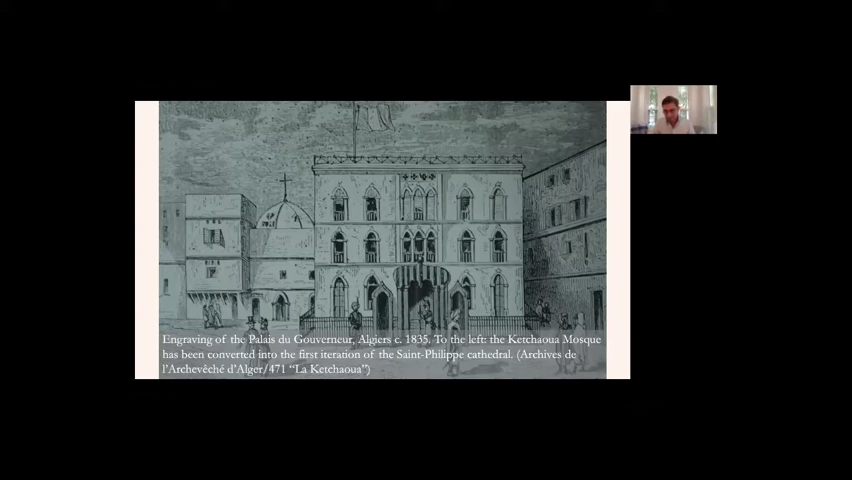 Engraving of the Palais du Gouverneur, Algiers c. 1835. To the left: the Ketchaoua Mosque
has been converted into the first iteration of the Saint-Philippe cathedral. (Archives de
l’Archevêché d’Alger/471 “La Ketchaoua”)